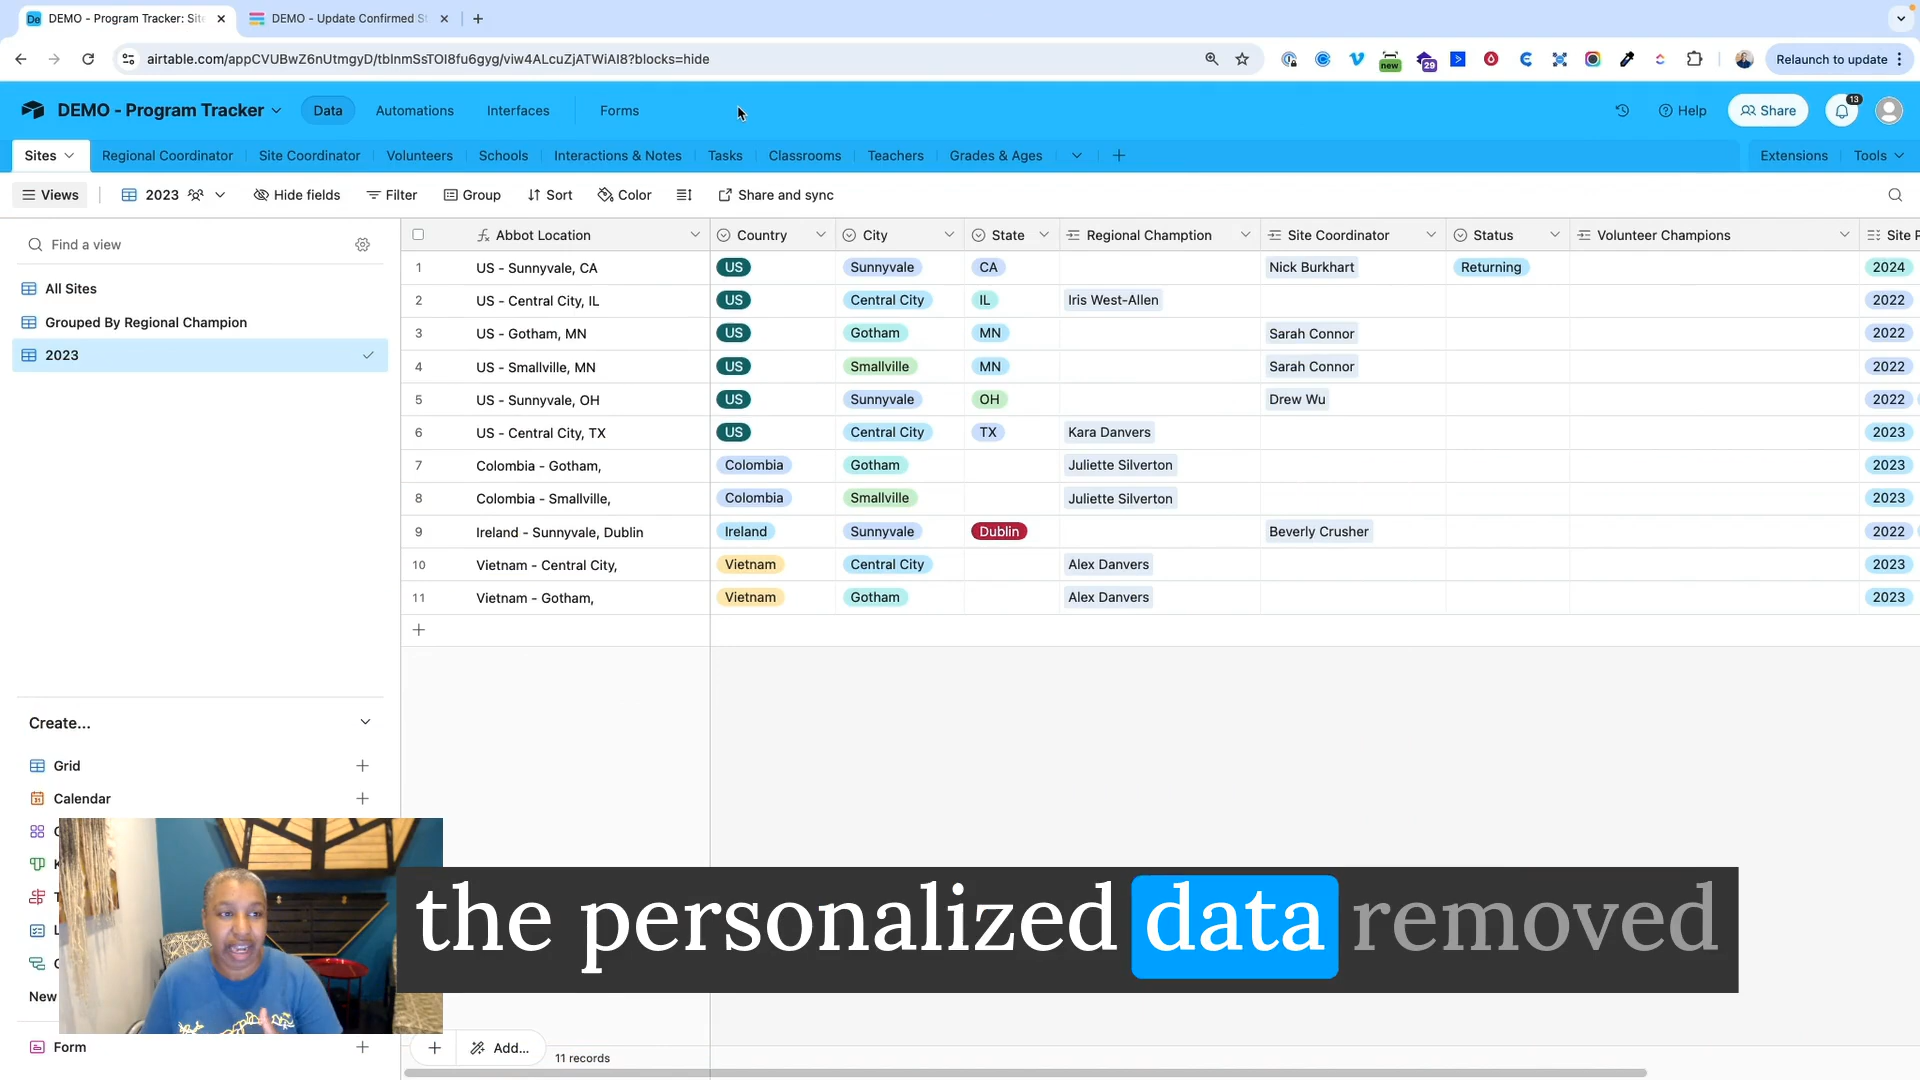 DEMO - Program Tracker: Site
DEMO - Update Confirmed St
airtable.com/appCVUBwZ6nUtmgyD/tblnmSsTOI8fu6gyg/viw4ALcuZjATWiAI8?blocks=hide
new
29
Relaunch to update
DEMO - Program Tracker
Data
Automations
Interfaces
Forms
Help
Share
13
Sites
Regional Coordinator
Site Coordinator
Volunteers
Schools
Interactions & Notes
Tasks
Classrooms
Teachers
Grades & Ages
Extensions
Tools
Views
2023
Hide fields
Filter
Group
Sort
Color
Share and sync
Find a view
All Sites
Grouped By Regional Champion
2023
Abbot Location Country City State Regional Chamption Site Coordinator Status Volunteer Champions Site P
1 US - Sunnyvale, CA US Sunnyvale CA Nick Burkhart Returning 2024
2 US - Central City, IL US Central City IL Iris West-Allen 2022
3 US - Gotham, MN US Gotham MN Sarah Connor 2022
4 US - Smallville, MN US Smallville MN Sarah Connor 2022
5 US - Sunnyvale, OH US Sunnyvale OH Drew Wu 2022
6 US - Central City, TX US Central City TX Kara Danvers 2023
7 Colombia - Gotham, Colombia Gotham Juliette Silverton 2023
8 Colombia - Smallville, Colombia Smallville Juliette Silverton 2023
9 Ireland - Sunnyvale, Dublin Ireland Sunnyvale Dublin Beverly Crusher 2022
10 Vietnam - Central City, Vietnam Central City Alex Danvers 2023
11 Vietnam - Gotham, Vietnam Gotham Alex Danvers 2023
Create...
Grid
Calendar
New
Form
the personalized data removed
Add...
11 records